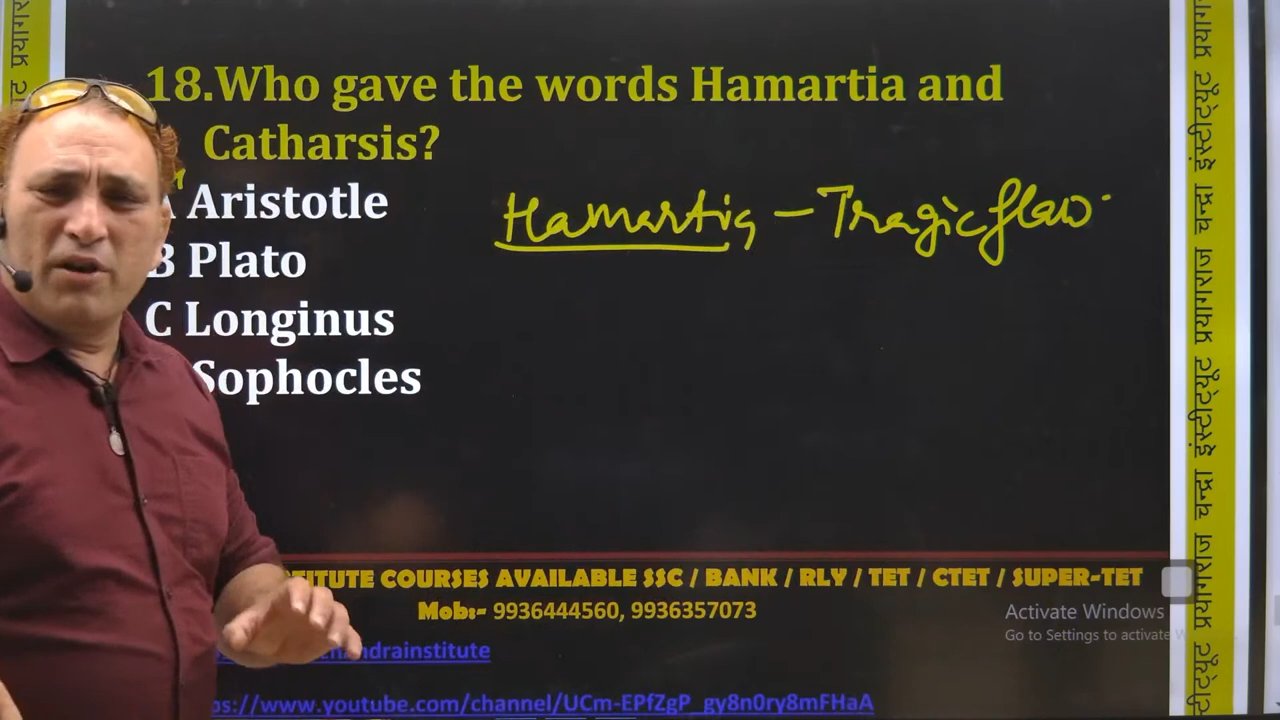 18.Who gave the words Hamartia and
Catharsis?
Aristotle
B Plato
C Longinus
Sophocles
Hamartia - Tragic flaw
COURSES AVAILABLE SSC / BANK / RLY / TET / CTET / SUPER-TET
Mob:- 9936444560, 9936357073
https://www.youtube.com/channel/UCm-EPfZgP_gy8n0ry8mFHaA
Activate Windows
Go to Settings to activate
चन्द्रा इंस्टीट्यूट प्रयागराज